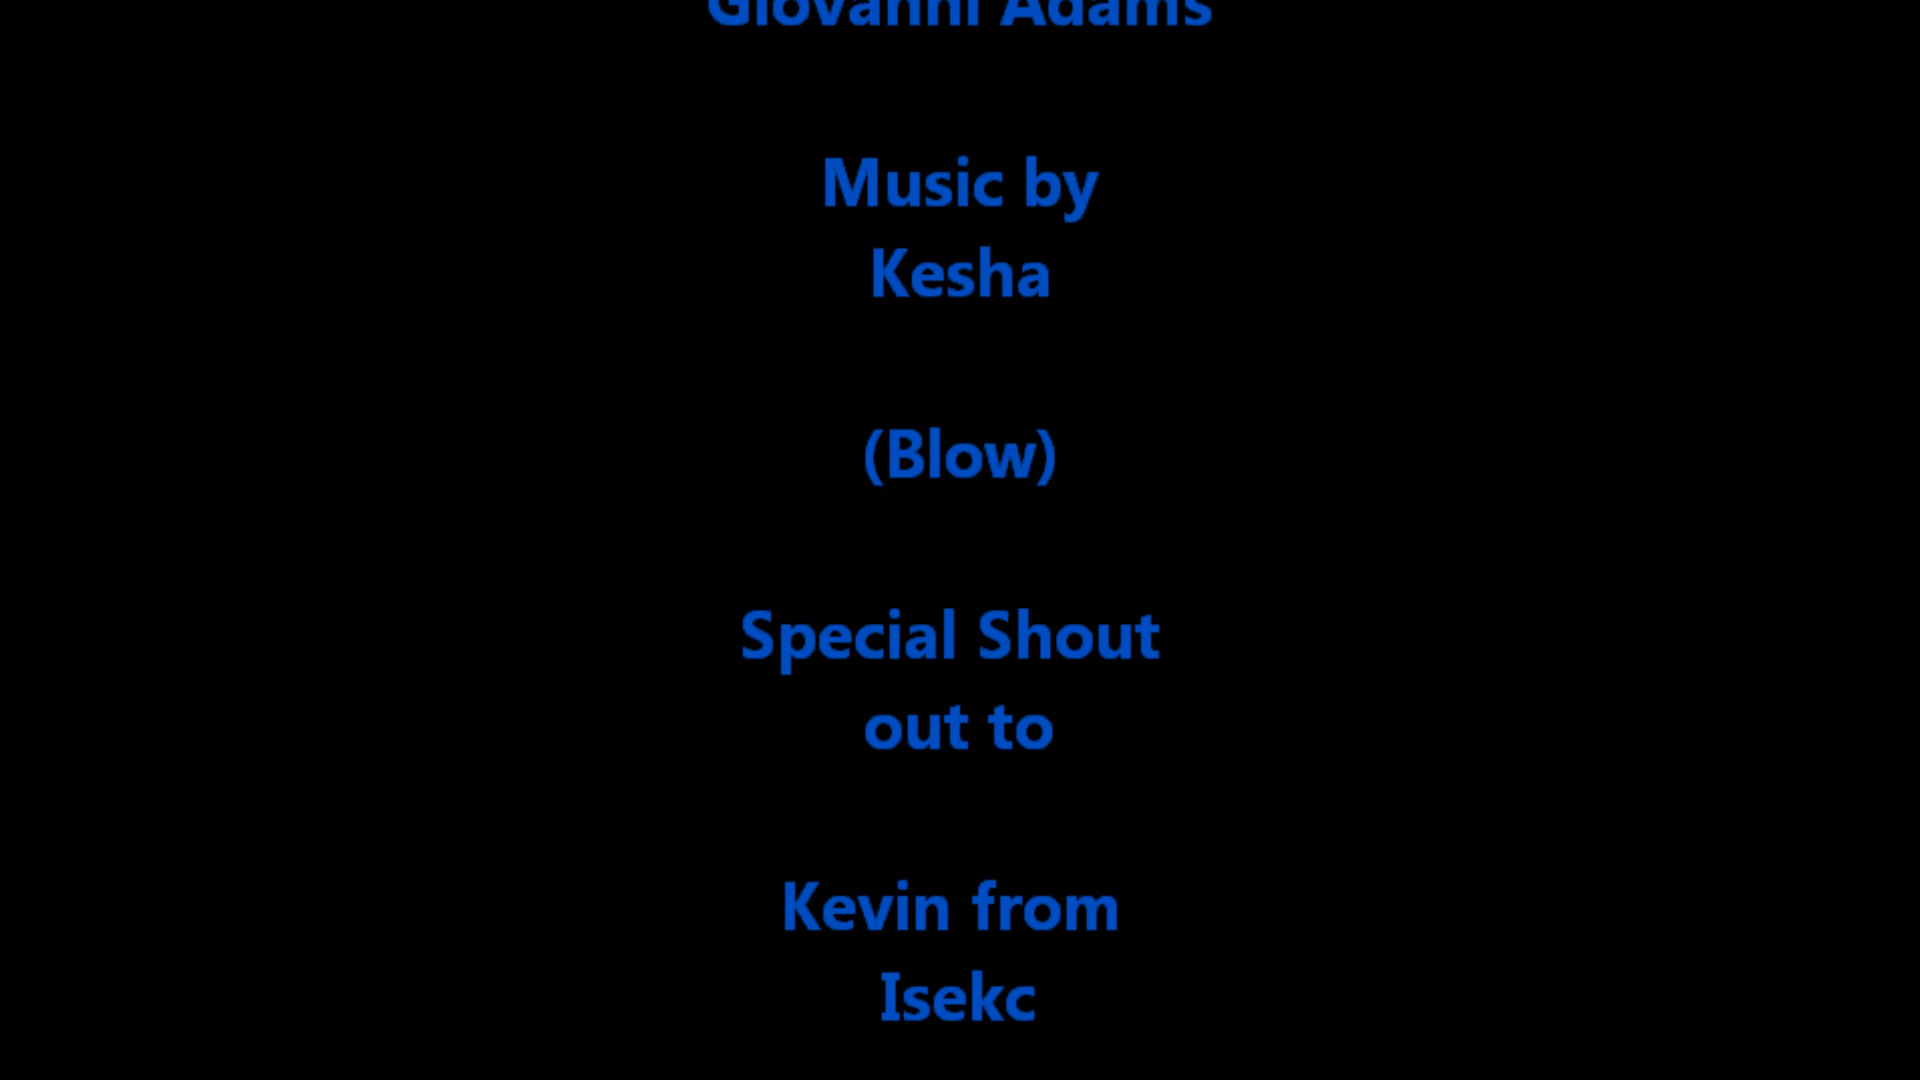 Giovanni Adams
Music by
Kesha
(Blow)
Special Shout
out to
Kevin from
Isekc